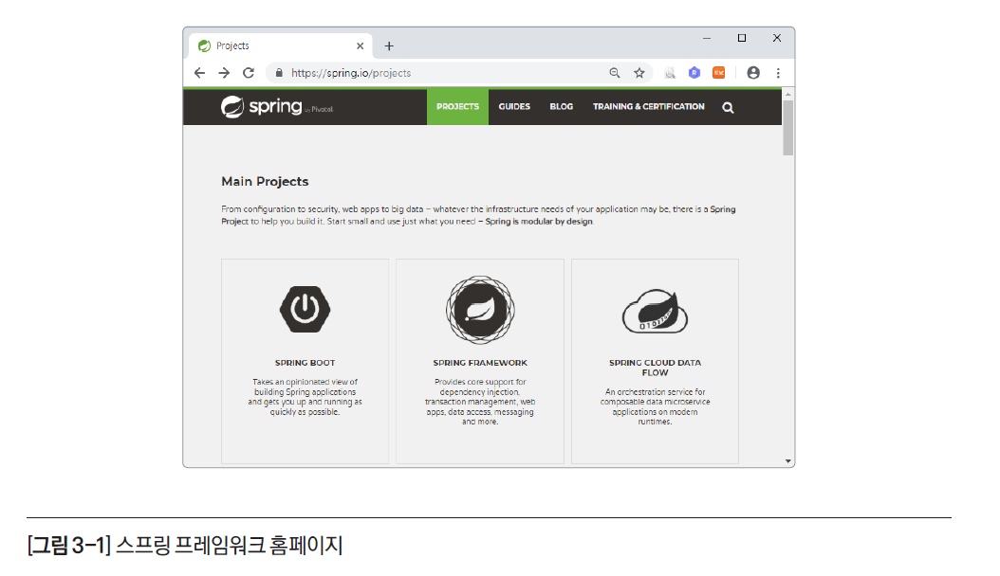 Projects
https://spring.io/projects
spring by Pivotal
PROJECTS GUIDES BLOG TRAINING & CERTIFICATION
Main Projects
From configuration to security, web apps to big data – whatever the infrastructure needs of your application may be, there is a Spring
Project to help you build it. Start small and use just what you need – Spring is modular by design.
SPRING BOOT
Takes an opinionated view of
building Spring applications
and gets you up and running as
quickly as possible.
SPRING FRAMEWORK
Provides core support for
dependency injection,
transaction management, web
apps, data access, messaging
and more.
SPRING CLOUD DATA
FLOW
An orchestration service for
composable data microservice
applications on modern
runtimes.
[그림 3-1] 스프링 프레임워크 홈페이지